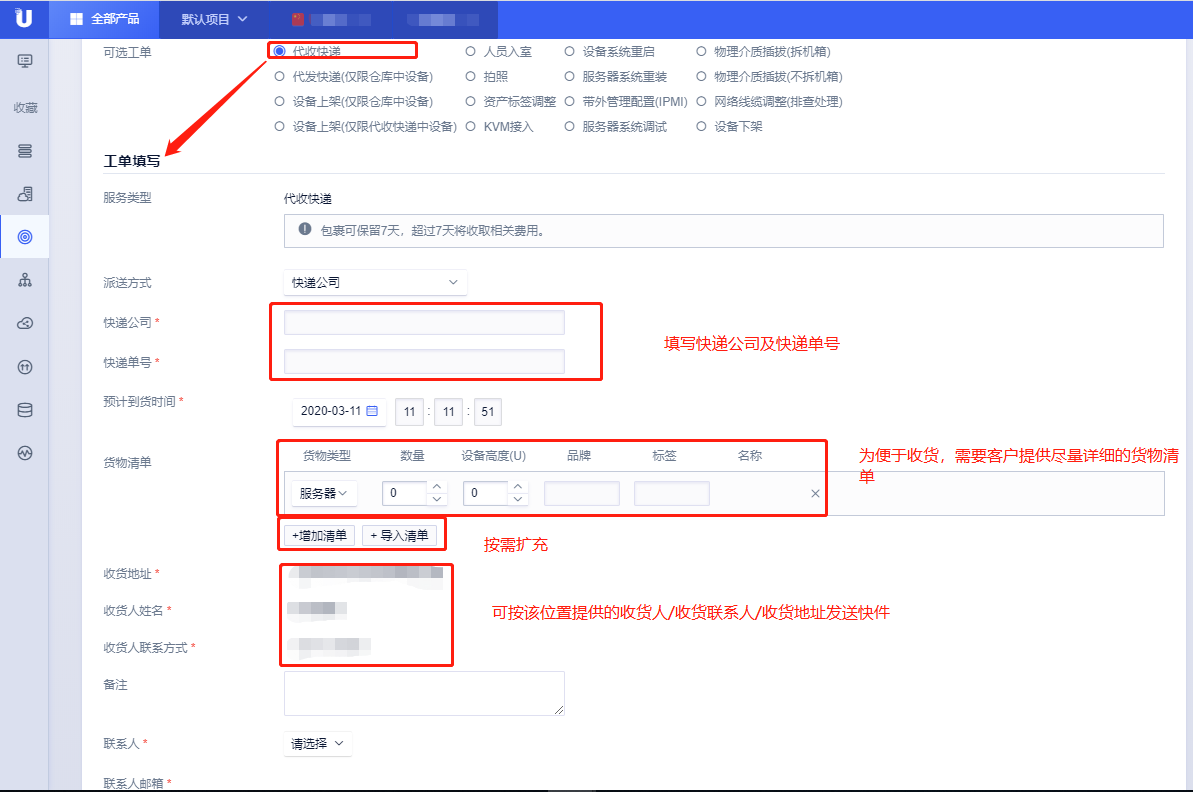 全部产品 默认项目
可选工单 代收快递 人员入室 设备系统重启 物理介质插拔(拆机箱)
代发快递(仅限仓库中设备) 拍照 服务器系统重装 物理介质插拔(不拆机箱)
收藏
设备上架(仅限仓库中设备) 资产标签调整 带外管理配置(IPMI) 网络线缆调整(排查处理)
设备上架(仅限代收快递中设备) KVM接入 服务器系统调试 设备下架
工单填写
服务类型 代收快递
包裹可保留7天，超过7天将收取相关费用。
派送方式 快递公司
快递公司 *
填写快递公司及快递单号
快递单号 *
预计到货时间 * 2020-03-11 11 : 11 : 51
货物清单 货物类型 数量 设备高度(U) 品牌 标签 名称
为便于收货，需要客户提供尽量详细的货物清
单
服务器 0 0
+增加清单 + 导入清单
按需扩充
收货地址 *
收货人姓名 *
可按该位置提供的收货人/收货联系人/收货地址发送快件
收货人联系方式 *
备注
联系人 * 请选择
联系人邮箱 *